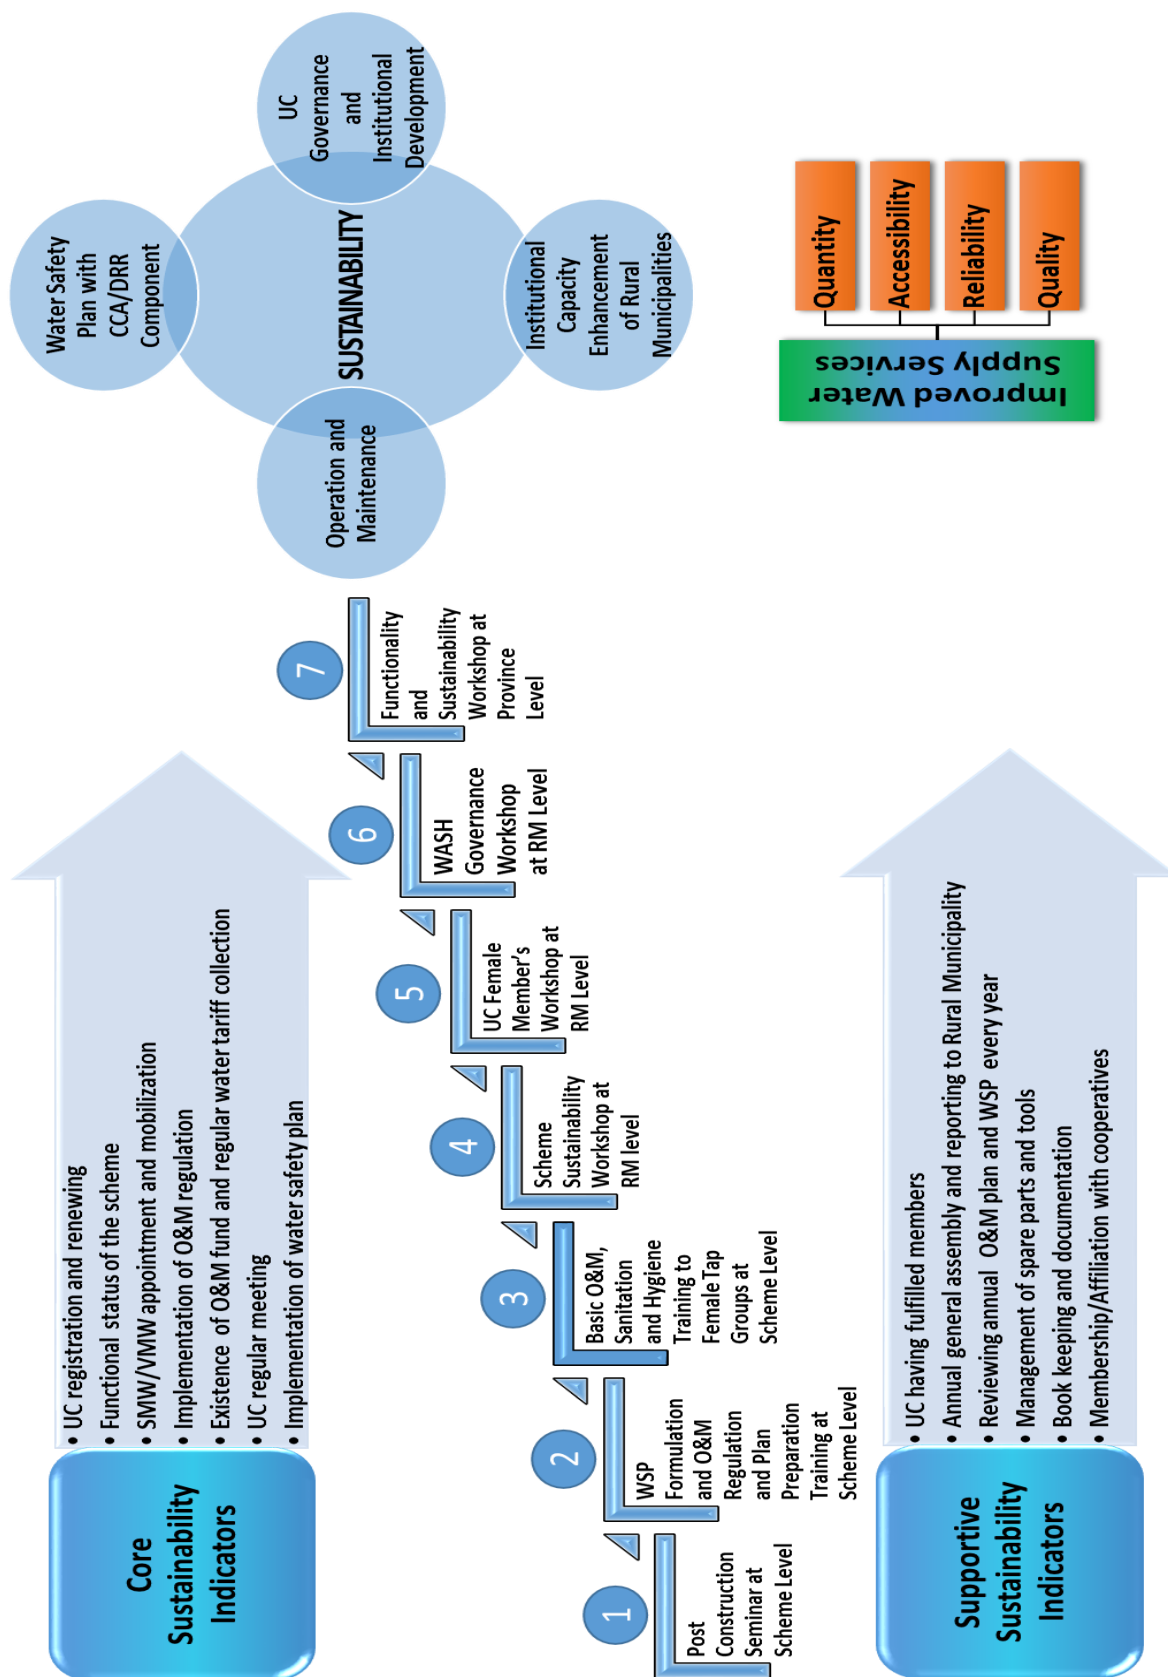 Core
Sustainability
Indicators
• UC registration and renewing
• Functional status of the scheme
• SMW/VMW appointment and mobilization
• Implementation of O&M regulation
• Existence of O&M fund and regular water tariff collection
• UC regular meeting
• Implementation of water safety plan
1
Post
Construction
Seminar at
Scheme Level
2
WSP
Formulation
and O&M
Regulation
and Plan
Preparation
Training at
Scheme Level
3
Basic O&M,
Sanitation
and Hygiene
Training to
Female Tap
Groups at
Scheme Level
4
Scheme
Sustainability
Workshop at
RM level
5
UC Female
Member's
Workshop at
RM Level
6
WASH
Governance
Workshop
at RM Level
7
Functionality
and
Sustainability
Workshop at
Province
Level
Water Safety
Plan with
CCA/DRR
Component
Operation and
Maintenance
SUSTAINABILITY
UC
Governance
and
Institutional
Development
Institutional
Capacity
Enhancement
of Rural
Municipalities
Supportive
Sustainability
Indicators
• UC having fulfilled members
• Annual general assembly and reporting to Rural Municipality
• Reviewing annual O&M plan and WSP every year
• Management of spare parts and tools
• Book keeping and documentation
• Membership/Affiliation with cooperatives
Improved Water
Supply Services
Quantity
Accessibility
Reliability
Quality